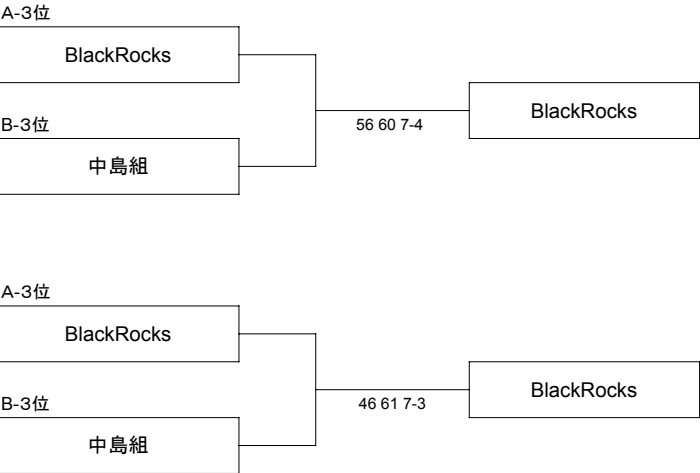 A-3位
BlackRocks
BlackRocks
B-3位
56 60 7-4
中島組
A-3位
BlackRocks
BlackRocks
B-3位
46 61 7-3
中島組